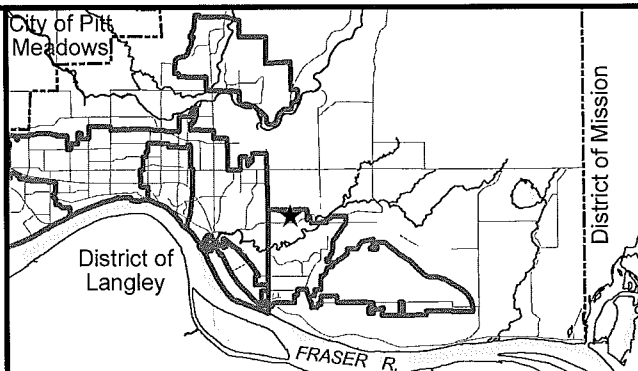 City of Pitt
Meadows
District of Mission
District of
Langley
FRASER R.